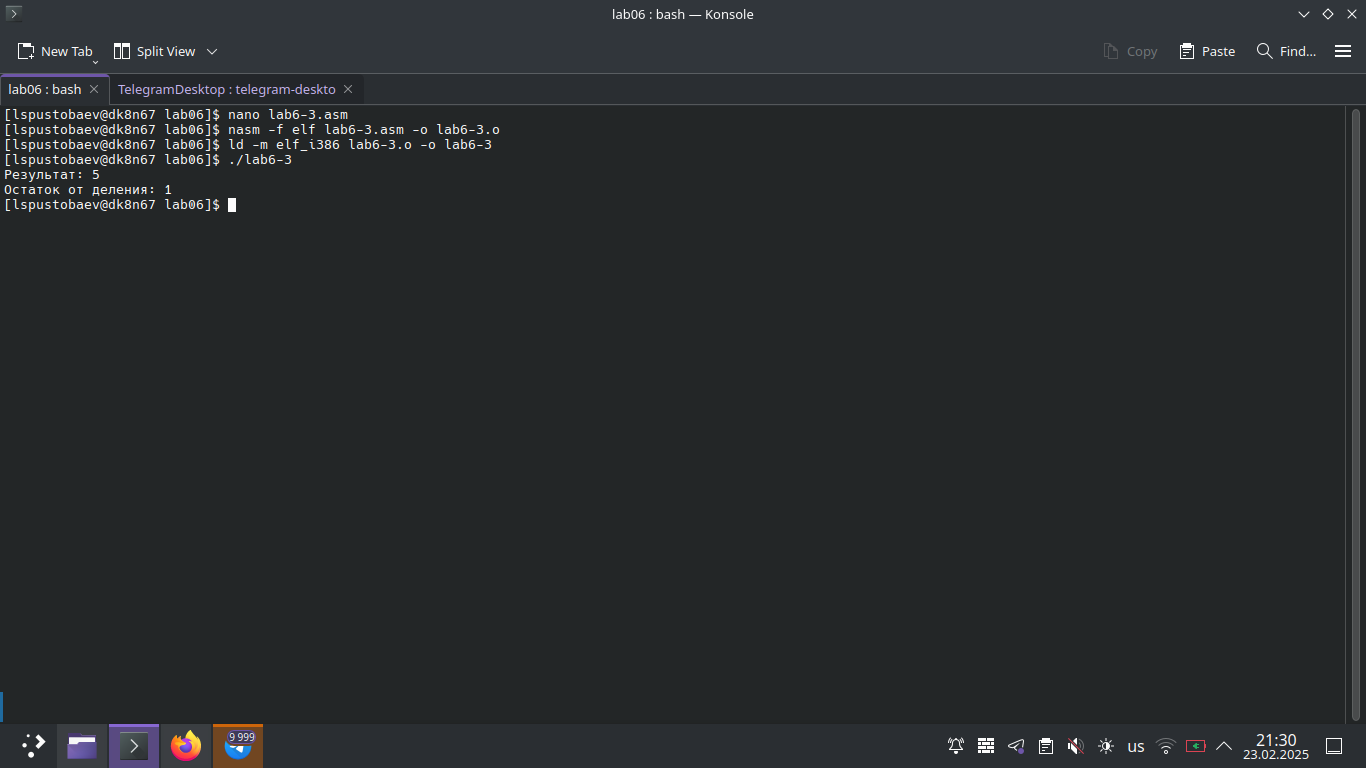 lab06 : bash — Konsole
New Tab Split View Copy Paste Find...
lab06 : bash TelegramDesktop : telegram-deskto
[lspustobaev@dk8n67 lab06]$ nano lab6-3.asm
[lspustobaev@dk8n67 lab06]$ nasm -f elf lab6-3.asm -o lab6-3.o
[lspustobaev@dk8n67 lab06]$ ld -m elf_i386 lab6-3.o -o lab6-3
[lspustobaev@dk8n67 lab06]$ ./lab6-3
Результат: 5
Остаток от деления: 1
[lspustobaev@dk8n67 lab06]$
9 999
us
21:30
23.02.2025